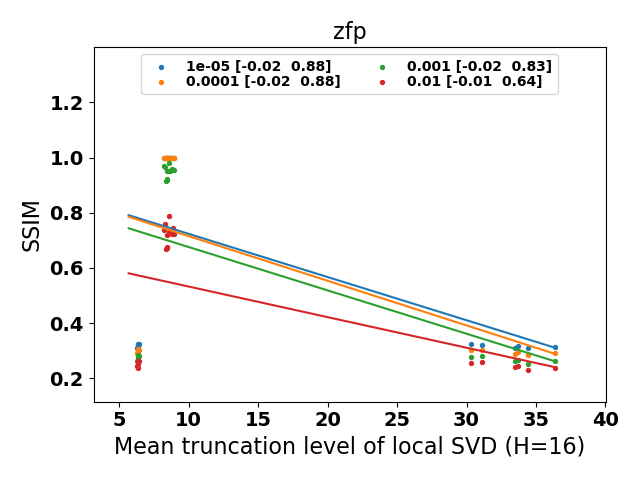 zfp
1e-05 [-0.02  0.88]
0.0001 [-0.02  0.88]
0.001 [-0.02  0.83]
0.01 [-0.01  0.64]
SSIM
1.2
1.0
0.8
0.6
0.4
0.2
5 10 15 20 25 30 35 40
Mean truncation level of local SVD (H=16)